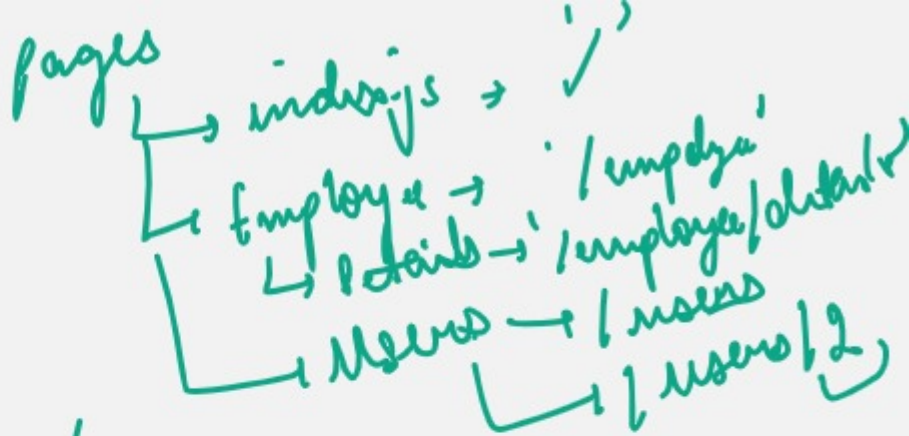 pages
index.js → '/'
Employee → '/employee'
Details → '/employee/details'
Users → /users
/users/2